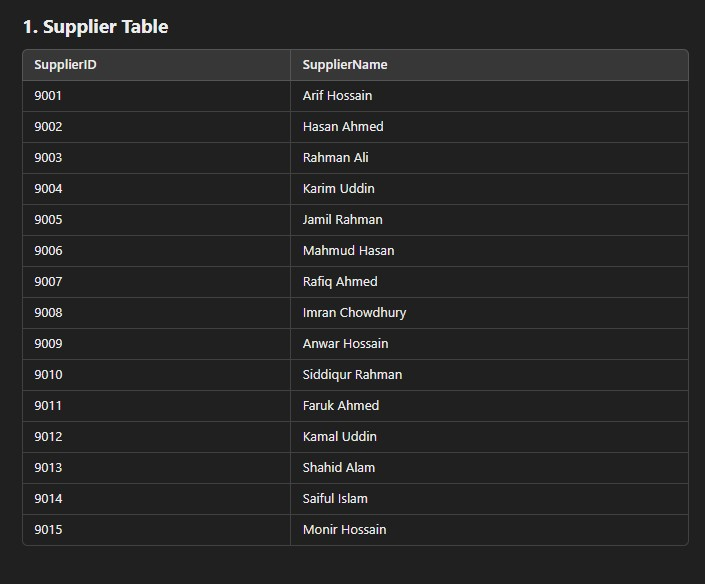 1. Supplier Table
SupplierID SupplierName
9001 Arif Hossain
9002 Hasan Ahmed
9003 Rahman Ali
9004 Karim Uddin
9005 Jamil Rahman
9006 Mahmud Hasan
9007 Rafiq Ahmed
9008 Imran Chowdhury
9009 Anwar Hossain
9010 Siddiqur Rahman
9011 Faruk Ahmed
9012 Kamal Uddin
9013 Shahid Alam
9014 Saiful Islam
9015 Monir Hossain